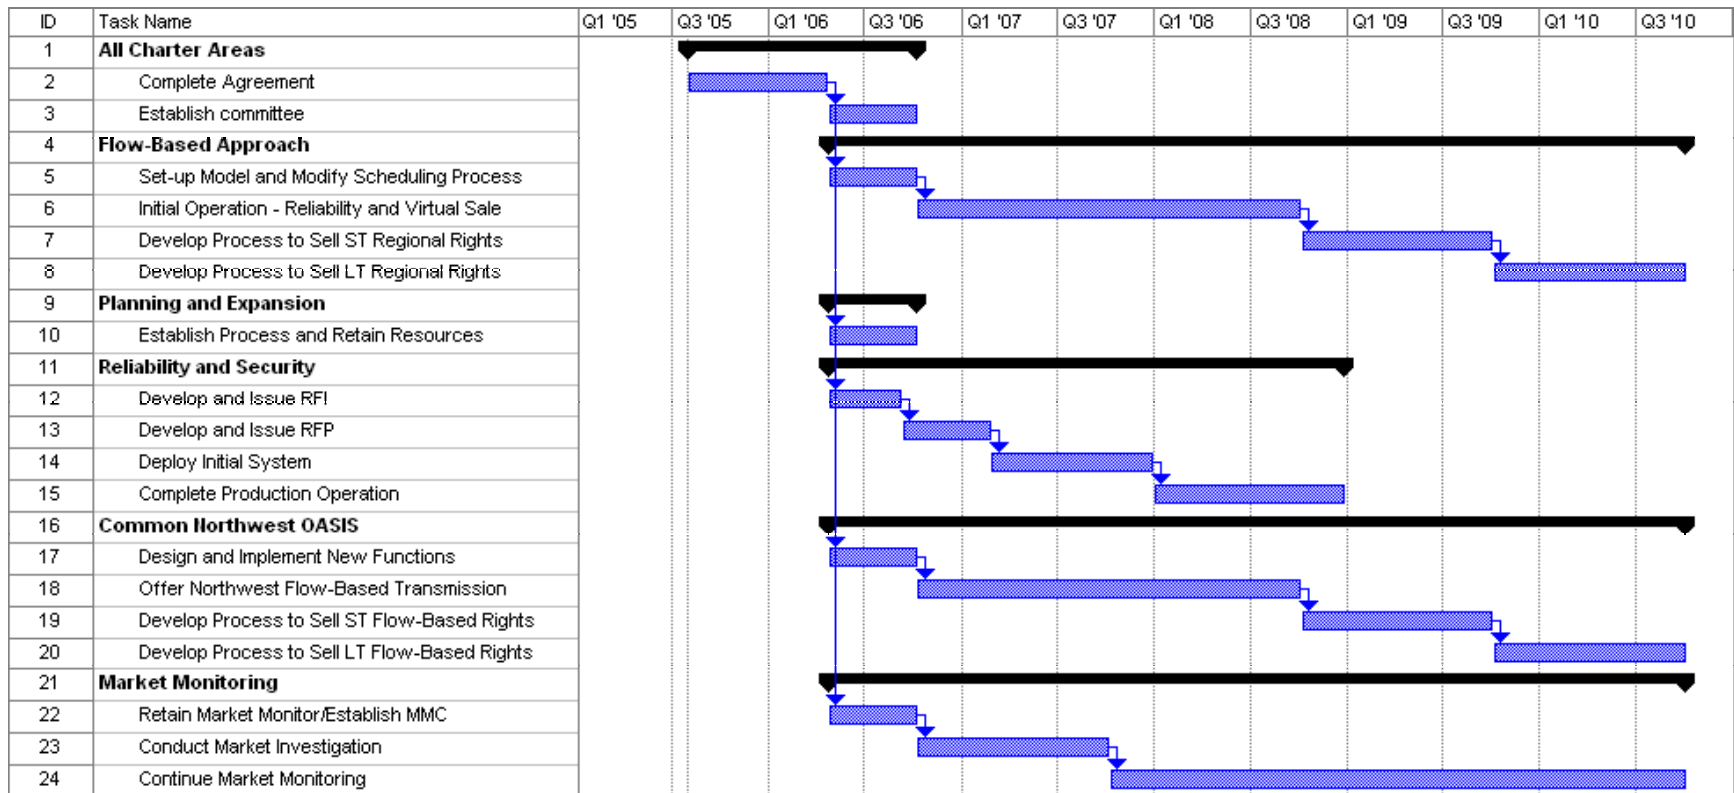 ID Task Name Q1 '05 Q3 '05 Q1 '06 Q3 '06 Q1 '07 Q3 '07 Q1 '08 Q3 '08 Q1 '09 Q3 '09 Q1 '10 Q3 '10
1 All Charter Areas
2 Complete Agreement
3 Establish committee
4 Flow-Based Approach
5 Set-up Model and Modify Scheduling Process
6 Initial Operation - Reliability and Virtual Sale
7 Develop Process to Sell ST Regional Rights
8 Develop Process to Sell LT Regional Rights
9 Planning and Expansion
10 Establish Process and Retain Resources
11 Reliability and Security
12 Develop and Issue RFI
13 Develop and Issue RFP
14 Deploy Initial System
15 Complete Production Operation
16 Common Northwest OASIS
17 Design and Implement New Functions
18 Offer Northwest Flow-Based Transmission
19 Develop Process to Sell ST Flow-Based Rights
20 Develop Process to Sell LT Flow-Based Rights
21 Market Monitoring
22 Retain Market Monitor/Establish MMC
23 Conduct Market Investigation
24 Continue Market Monitoring